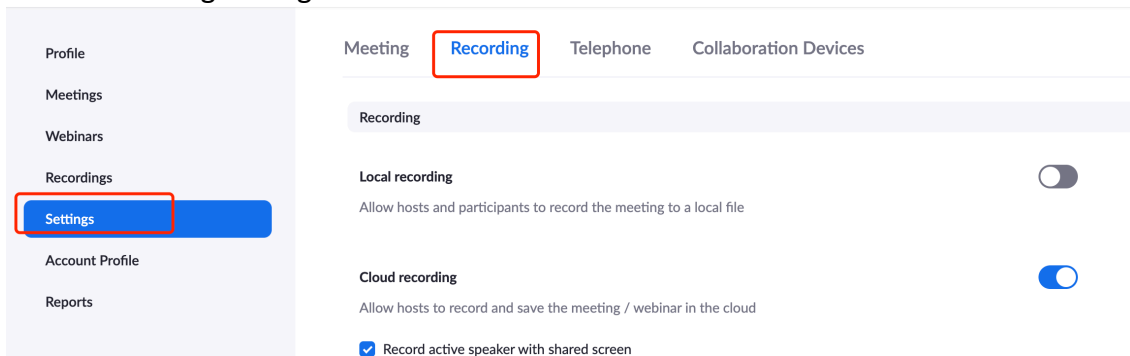 Profile
Meetings
Webinars
Recordings
Settings
Account Profile
Reports
Meeting Recording Telephone Collaboration Devices
Recording
Local recording
Allow hosts and participants to record the meeting to a local file
Cloud recording
Allow hosts to record and save the meeting / webinar in the cloud
Record active speaker with shared screen